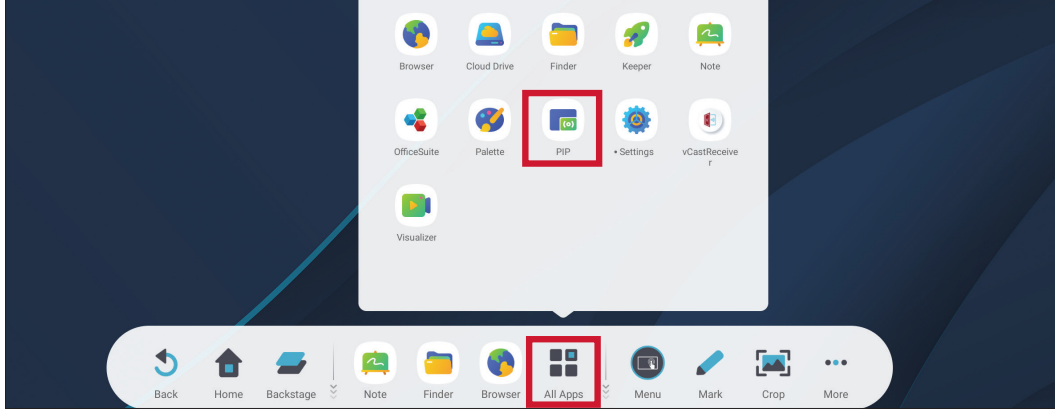 Browser Cloud Drive Finder Keeper Note
OfficeSuite Palette PIP • Settings vCastReceive
r
Visualizer
Back Home Backstage Note Finder Browser All Apps Menu Mark Crop More